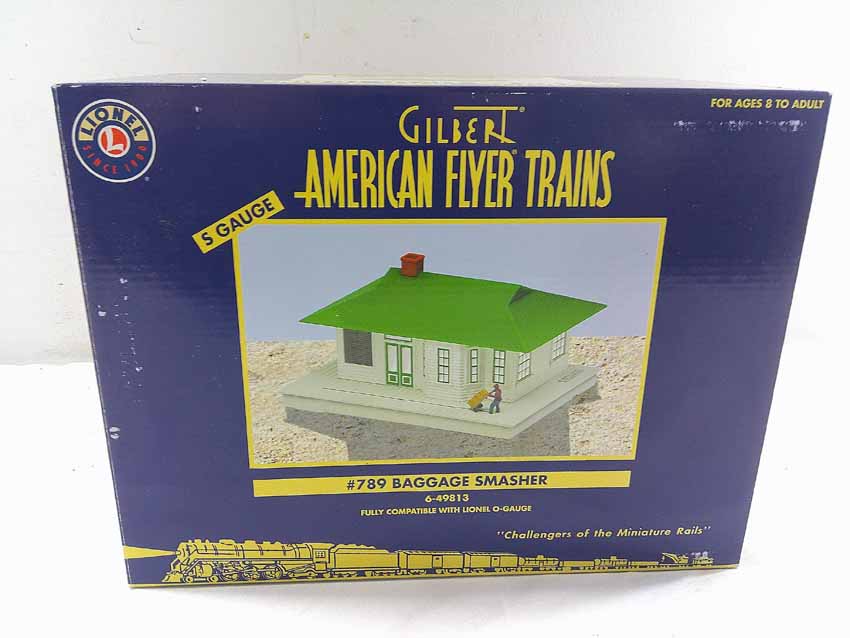 LIONEL
L
SINCE 1900
FOR AGES 8 TO ADULT
GILBERT®
AMERICAN FLYER® TRAINS
S GAUGE
#789 BAGGAGE SMASHER
6-49813
FULLY COMPATIBLE WITH LIONEL O-GAUGE
"Challengers of the Miniature Rails"